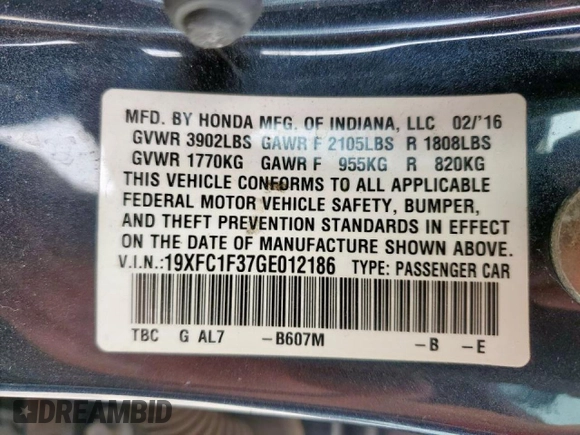 MFD. BY HONDA MFG. OF INDIANA, LLC 02/'16
GVWR 3902LBS GAWR F 2105LBS R 1808LBS
GVWR 1770KG GAWR F 955KG R 820KG
THIS VEHICLE CONFORMS TO ALL APPLICABLE
FEDERAL MOTOR VEHICLE SAFETY, BUMPER,
AND THEFT PREVENTION STANDARDS IN EFFECT
ON THE DATE OF MANUFACTURE SHOWN ABOVE.
V.I.N.:19XFC1F37GE012186 TYPE: PASSENGER CAR
TBC G AL7 -B607M -B -E
DREAMBID